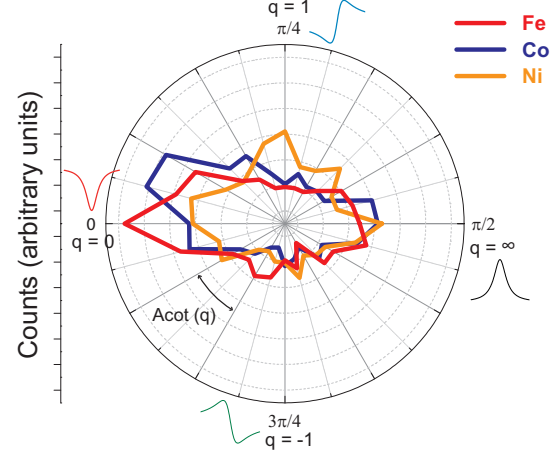 q = 1
π/4
Fe
Co
Ni
Counts (arbitrary units)
0
q = 0
π/2
q = ∞
Acot (q)
3π/4
q = -1